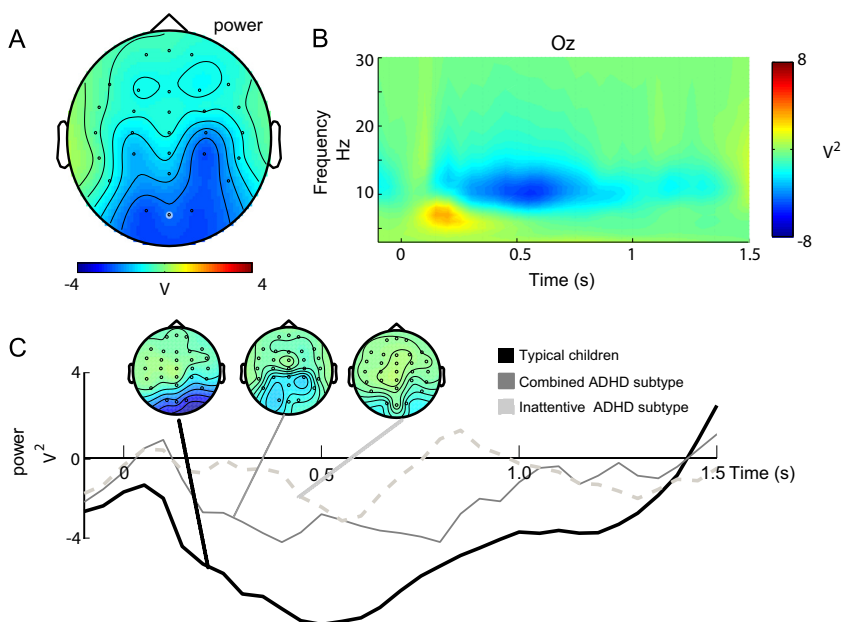 A
power
-4
4
V
B
Oz
30
20
10
Frequency
Hz
0
0.5
1
1.5
Time (s)
8
V²
-8
C
Typical children
Combined ADHD subtype
Inattentive ADHD subtype
4
0
-4
power
V²
0
0.5
1.0
1.5
Time (s)